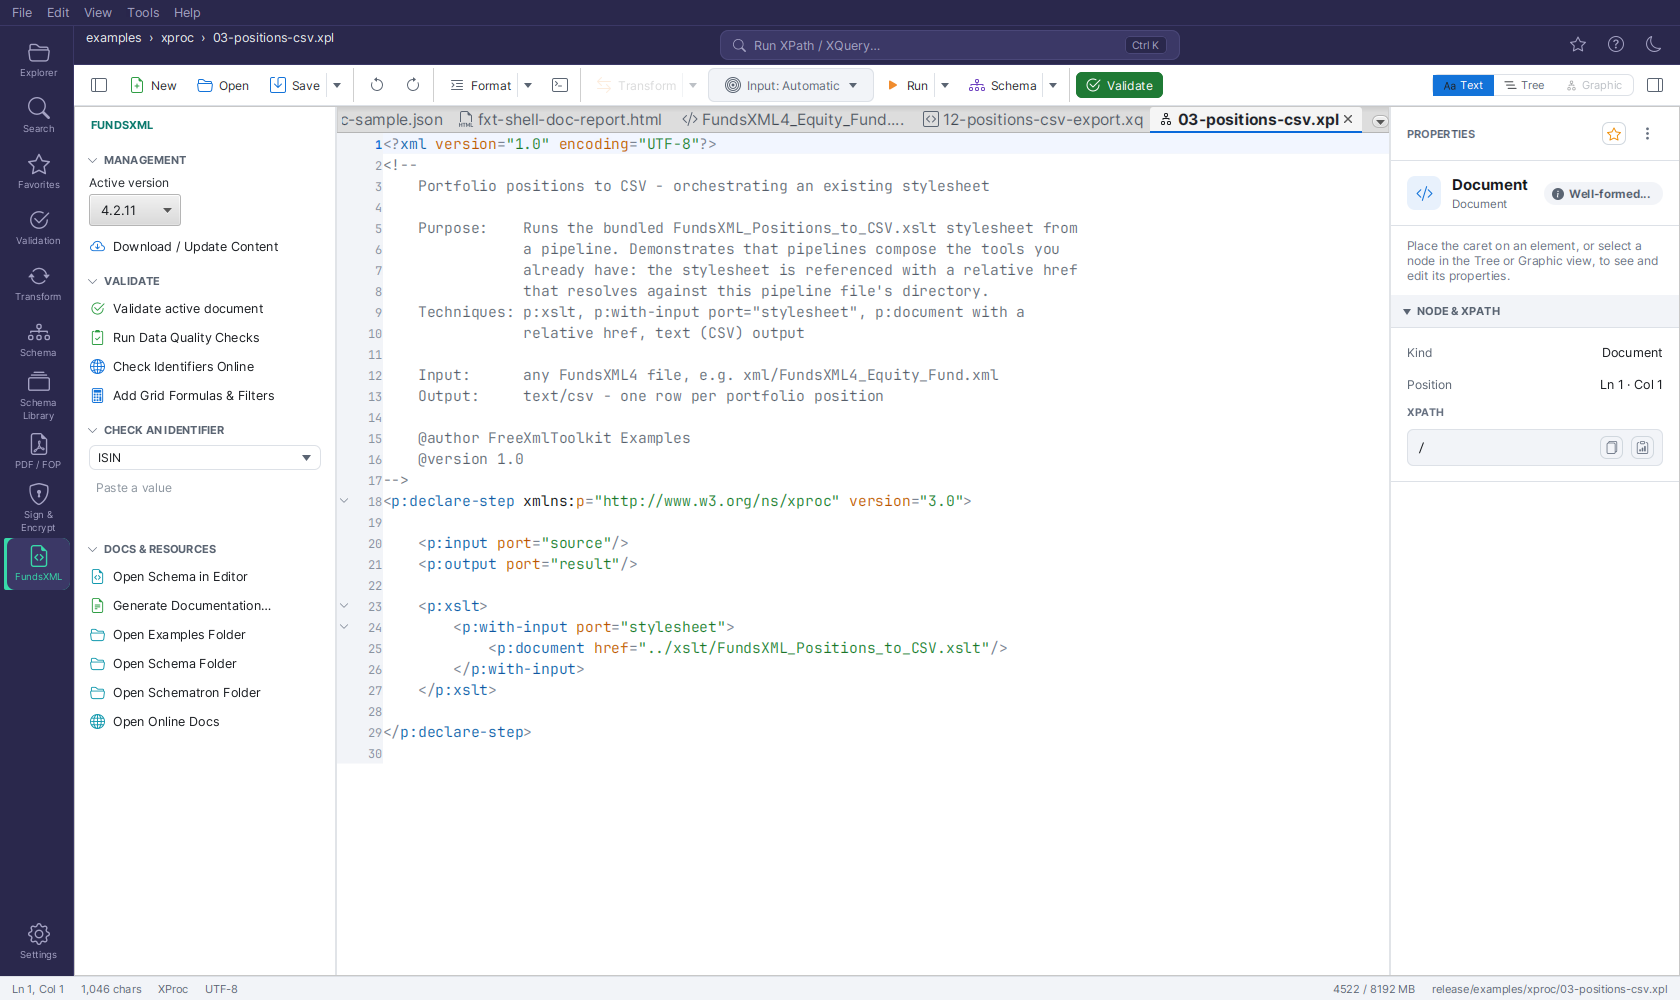 File Edit View Tools Help
examples › xproc › 03-positions-csv.xpl
Run XPath / XQuery... Ctrl K
New Open Save Format Transform Input: Automatic Run Schema Validate Aa Text Tree Graphic
Explorer
Search
Favorites
Validation
Transform
Schema
Schema
Library
PDF / FOP
Sign &
Encrypt
FundsXML
Settings
FUNDSXML
MANAGEMENT
Active version
4.2.11
Download / Update Content
VALIDATE
Validate active document
Run Data Quality Checks
Check Identifiers Online
Add Grid Formulas & Filters
CHECK AN IDENTIFIER
ISIN
Paste a value
DOCS & RESOURCES
Open Schema in Editor
Generate Documentation...
Open Examples Folder
Open Schema Folder
Open Schematron Folder
Open Online Docs
c-sample.json fxt-shell-doc-report.html FundsXML4_Equity_Fund.... 12-positions-csv-export.xq 03-positions-csv.xpl
1 <?xml version="1.0" encoding="UTF-8"?>
2 <!--
3 Portfolio positions to CSV - orchestrating an existing stylesheet
4
5 Purpose: Runs the bundled FundsXML_Positions_to_CSV.xslt stylesheet from
6 a pipeline. Demonstrates that pipelines compose the tools you
7 already have: the stylesheet is referenced with a relative href
8 that resolves against this pipeline file's directory.
9 Techniques: p:xslt, p:with-input port="stylesheet", p:document with a
10 relative href, text (CSV) output
11
12 Input: any FundsXML4 file, e.g. xml/FundsXML4_Equity_Fund.xml
13 Output: text/csv - one row per portfolio position
14
15 @author FreeXmlToolkit Examples
16 @version 1.0
17 -->
18 <p:declare-step xmlns:p="http://www.w3.org/ns/xproc" version="3.0">
19
20 <p:input port="source"/>
21 <p:output port="result"/>
22
23 <p:xslt>
24 <p:with-input port="stylesheet">
25 <p:document href="../xslt/FundsXML_Positions_to_CSV.xslt"/>
26 </p:with-input>
27 </p:xslt>
28
29 </p:declare-step>
30
PROPERTIES
Document
Document
Well-formed...
Place the caret on an element, or select a
node in the Tree or Graphic view, to see and
edit its properties.
NODE & XPATH
Kind Document
Position Ln 1 · Col 1
XPATH
/
Ln 1, Col 1 1,046 chars XProc UTF-8 4522 / 8192 MB release/examples/xproc/03-positions-csv.xpl